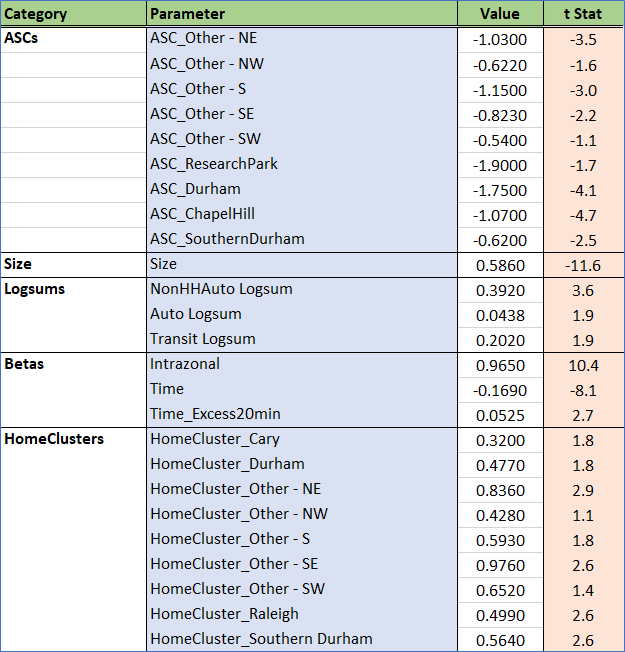 Category Parameter Value t Stat
ASCs ASC_Other - NE -1.0300 -3.5
ASC_Other - NW -0.6220 -1.6
ASC_Other - S -1.1500 -3.0
ASC_Other - SE -0.8230 -2.2
ASC_Other - SW -0.5400 -1.1
ASC_ResearchPark -1.9000 -1.7
ASC_Durham -1.7500 -4.1
ASC_ChapelHill -1.0700 -4.7
ASC_SouthernDurham -0.6200 -2.5
Size Size 0.5860 -11.6
Logsums NonHHAuto Logsum 0.3920 3.6
Auto Logsum 0.0438 1.9
Transit Logsum 0.2020 1.9
Betas Intrazonal 0.9650 10.4
Time -0.1690 -8.1
Time_Excess20min 0.0525 2.7
HomeClusters HomeCluster_Cary 0.3200 1.8
HomeCluster_Durham 0.4770 1.8
HomeCluster_Other - NE 0.8360 2.9
HomeCluster_Other - NW 0.4280 1.1
HomeCluster_Other - S 0.5930 1.8
HomeCluster_Other - SE 0.9760 2.6
HomeCluster_Other - SW 0.6520 1.4
HomeCluster_Raleigh 0.4990 2.6
HomeCluster_Southern Durham 0.5640 2.6